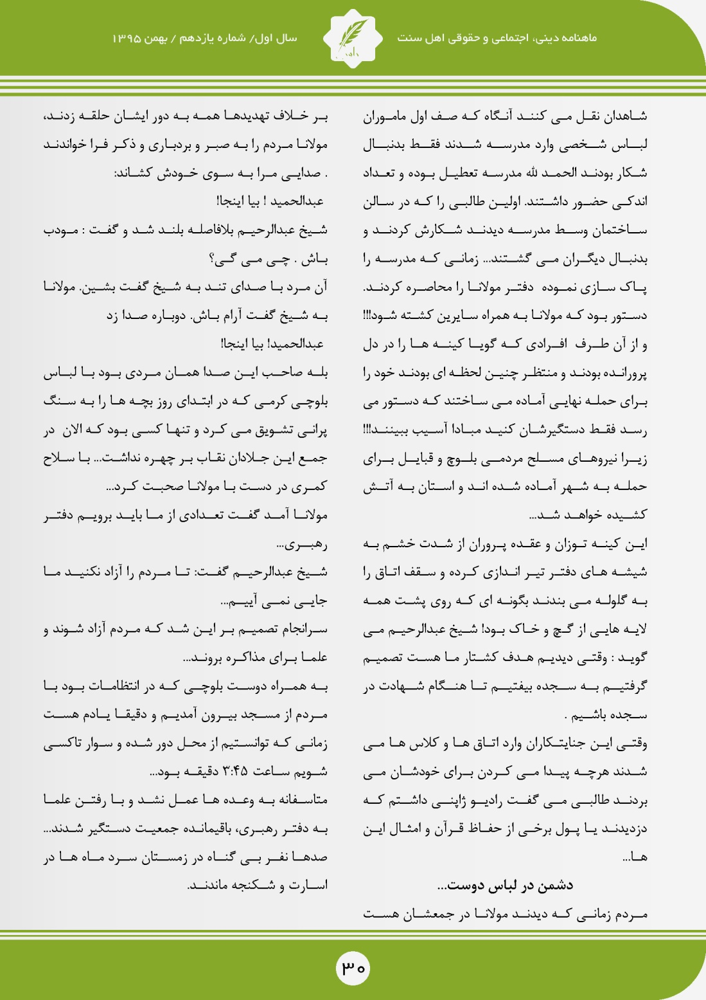 ماهنامه دینی، اجتماعی و حقوقی اهل سنت
سال اول/ شماره یازدهم / بهمن ۱۳۹۵
شاهدان نقل می کنند آنگاه که صف اول ماموران
لباس شخصی وارد مدرسه شدند فقط بدنبال
شکار بودند الحمد لله مدرسه تعطیل بوده و تعداد
اندکی حضور داشتند. اولین طالبی را که در سالن
ساختمان وسط مدرسه دیدند شکارش کردند و
بدنبال دیگران می گشتند... زمانی که مدرسه را
پاک سازی نموده دفتر مولانا را محاصره کردند.
دستور بود که مولانا به همراه سایرین کشته شود!!!
و از آن طرف افرادی که گویا کینه ها را در دل
پرورانده بودند و منتظر چنین لحظه ای بودند خود را
برای حمله نهایی آماده می ساختند که دستور می
رسد فقط دستگیرشان کنید مبادا آسیب ببینند!!!
زیرا نیروهای مسلح مردمی بلوچ و قبایل برای
حمله به شهر آماده شده اند و استان به آتش
کشیده خواهد شد...
این کینه توزان و عقده پروران از شدت خشم به
شیشه های دفتر تیر اندازی کرده و سقف اتاق را
به گلوله می بندند بگونه ای که روی پشت همه
لایه هایی از گچ و خاک بود! شیخ عبدالرحیم می
گوید : وقتی دیدیم هدف کشتار ما هست تصمیم
گرفتیم به سجده بیفتیم تا هنگام شهادت در
سجده باشیم .
وقتی این جنایتکاران وارد اتاق ها و کلاس ها می
شدند هرچه پیدا می کردن برای خودشان می
بردند طالبی می گفت رادیو ژاپنی داشتم که
دزدیدند یا پول برخی از حفاظ قرآن و امثال این
ها...
دشمن در لباس دوست...
مردم زمانی که دیدند مولانا در جمعشان هست
بر خلاف تهدیدها همه به دور ایشان حلقه زدند،
مولانا مردم را به صبر و بردباری و ذکر فرا خواندند
. صدایی مرا به سوی خودش کشاند:
عبدالحمید ! بیا اینجا!
شیخ عبدالرحیم بلافاصله بلند شد و گفت : مودب
باش . چی می گی؟
آن مرد با صدای تند به شیخ گفت بشین. مولانا
به شیخ گفت آرام باش. دوباره صدا زد
عبدالحمید! بیا اینجا!
بله صاحب این صدا همان مردی بود با لباس
بلوچی کرمی که در ابتدای روز بچه ها را به سنگ
پرانی تشویق می کرد و تنها کسی بود که الان در
جمع این جلادان نقاب بر چهره نداشت... با سلاح
کمری در دست با مولانا صحبت کرد...
مولانا آمد گفت تعدادی از ما باید برویم دفتر
رهبری...
شیخ عبدالرحیم گفت: تا مردم را آزاد نکنید ما
جایی نمی آییم...
سرانجام تصمیم بر این شد که مردم آزاد شوند و
علما برای مذاکره بروند...
به همراه دوست بلوچی که در انتظامات بود با
مردم از مسجد بیرون آمدیم و دقیقا یادم هست
زمانی که توانستیم از محل دور شده و سوار تاکسی
شویم ساعت ۳:۴۵ دقیقه بود...
متاسفانه به وعده ها عمل نشد و با رفتن علما
به دفتر رهبری، باقیمانده جمعیت دستگیر شدند...
صدها نفر بی گناه در زمستان سرد ماه ها در
اسارت و شکنجه ماندند.
۳۰